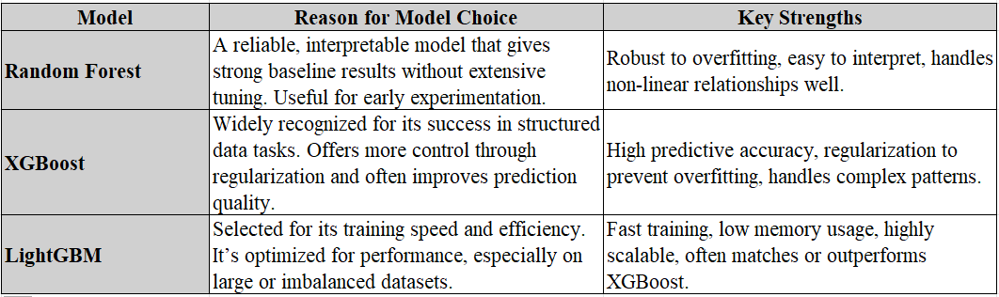 Model Reason for Model Choice Key Strengths
Random Forest
A reliable, interpretable model that gives
strong baseline results without extensive
tuning. Useful for early experimentation.
Robust to overfitting, easy to interpret, handles
non-linear relationships well.
XGBoost
Widely recognized for its success in structured
data tasks. Offers more control through
regularization and often improves prediction
quality.
High predictive accuracy, regularization to
prevent overfitting, handles complex patterns.
LightGBM
Selected for its training speed and efficiency.
It’s optimized for performance, especially on
large or imbalanced datasets.
Fast training, low memory usage, highly
scalable, often matches or outperforms
XGBoost.